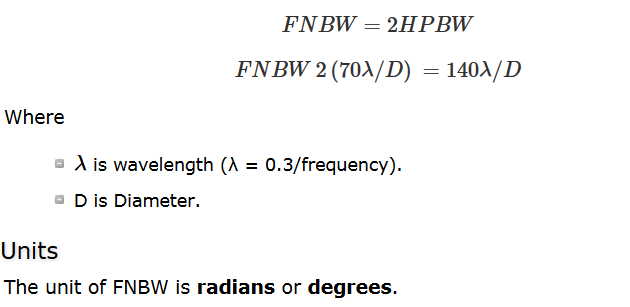 FNBW = 2HPBW
FNBW 2 (70λ/D) = 140λ/D
Where
λ is wavelength (λ = 0.3/frequency).
D is Diameter.
Units
The unit of FNBW is radians or degrees.